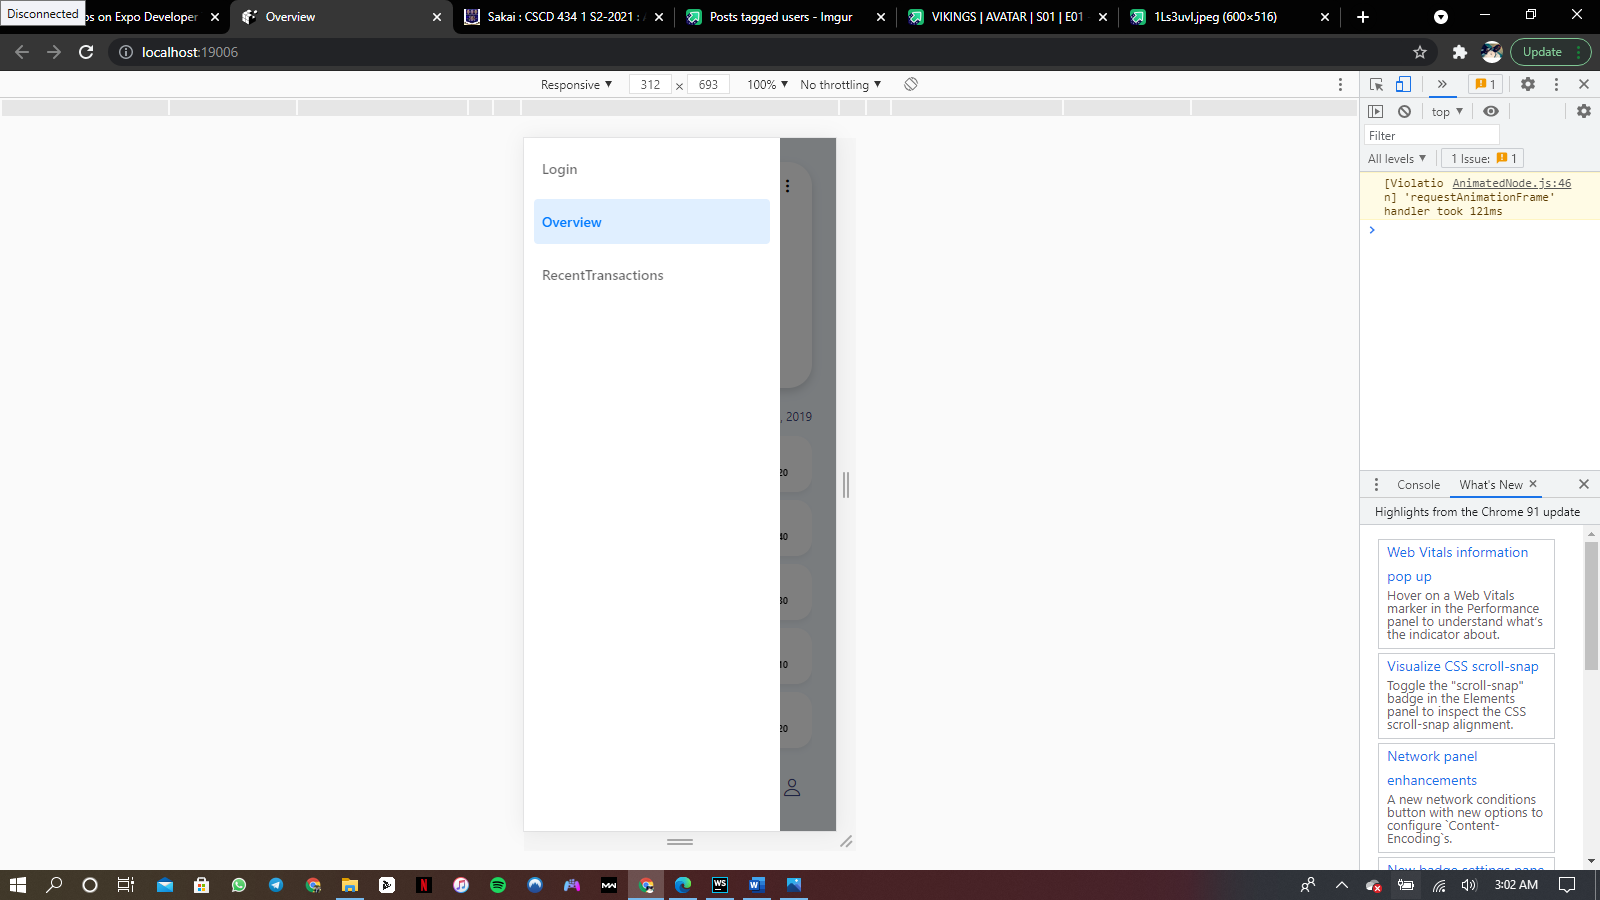 Disconnected
os on Expo Developer
Overview
Sakai : CSCD 434 1 S2-2021 :
Posts tagged users - Imgur
VIKINGS | AVATAR | S01 | E01
1Ls3uvl.jpeg (600×516)
localhost:19006
Update
Responsive
312 × 693
100%
No throttling
1
top
Filter
All levels
1 Issue: 1
[Violatio AnimatedNode.js:46
n] 'requestAnimationFrame'
handler took 121ms
Login
Overview
RecentTransactions
, 2019
20
40
30
10
20
Console
What's New
Highlights from the Chrome 91 update
Web Vitals information
pop up
Hover on a Web Vitals
marker in the Performance
panel to understand what's
the indicator about.
Visualize CSS scroll-snap
Toggle the "scroll-snap"
badge in the Elements
panel to inspect the CSS
scroll-snap alignment.
Network panel
enhancements
A new network conditions
button with new options to
configure `Content-
Encoding`s.
New badge settings pane
3:02 AM